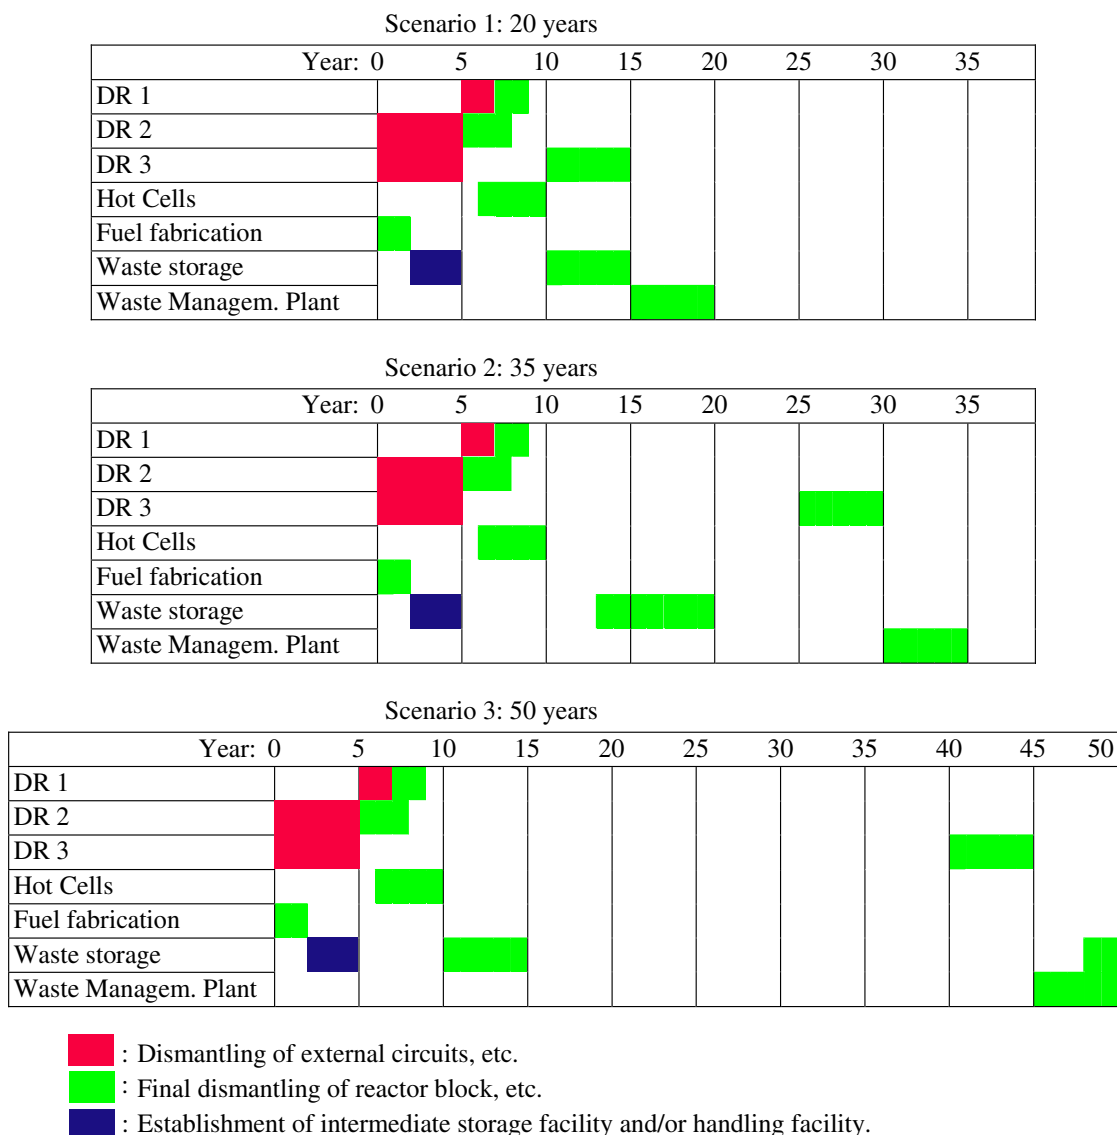 Scenario 1: 20 years
Year: 0 5 10 15 20 25 30 35
DR 1
DR 2
DR 3
Hot Cells
Fuel fabrication
Waste storage
Waste Managem. Plant
Scenario 2: 35 years
Year: 0 5 10 15 20 25 30 35
DR 1
DR 2
DR 3
Hot Cells
Fuel fabrication
Waste storage
Waste Managem. Plant
Scenario 3: 50 years
Year: 0 5 10 15 20 25 30 35 40 45 50
DR 1
DR 2
DR 3
Hot Cells
Fuel fabrication
Waste storage
Waste Managem. Plant
: Dismantling of external circuits, etc.
: Final dismantling of reactor block, etc.
: Establishment of intermediate storage facility and/or handling facility.